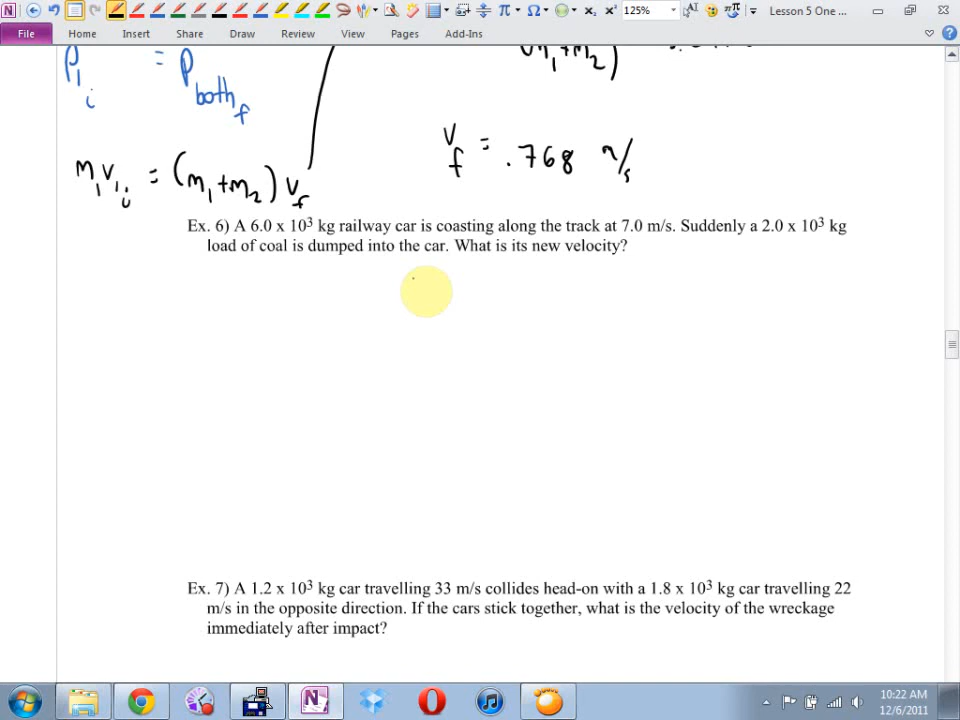 125%
Lesson 5 One ...
File Home Insert Share Draw Review View Pages Add-Ins
P₁ᵢ = P both f
(m₁+m₂)
v f = .768 m/s
m₁v₁ᵢ = (m₁+m₂) v f
Ex. 6) A 6.0 x 10³ kg railway car is coasting along the track at 7.0 m/s. Suddenly a 2.0 x 10³ kg
load of coal is dumped into the car. What is its new velocity?
Ex. 7) A 1.2 x 10³ kg car travelling 33 m/s collides head-on with a 1.8 x 10³ kg car travelling 22
m/s in the opposite direction. If the cars stick together, what is the velocity of the wreckage
immediately after impact?
10:22 AM
12/6/2011